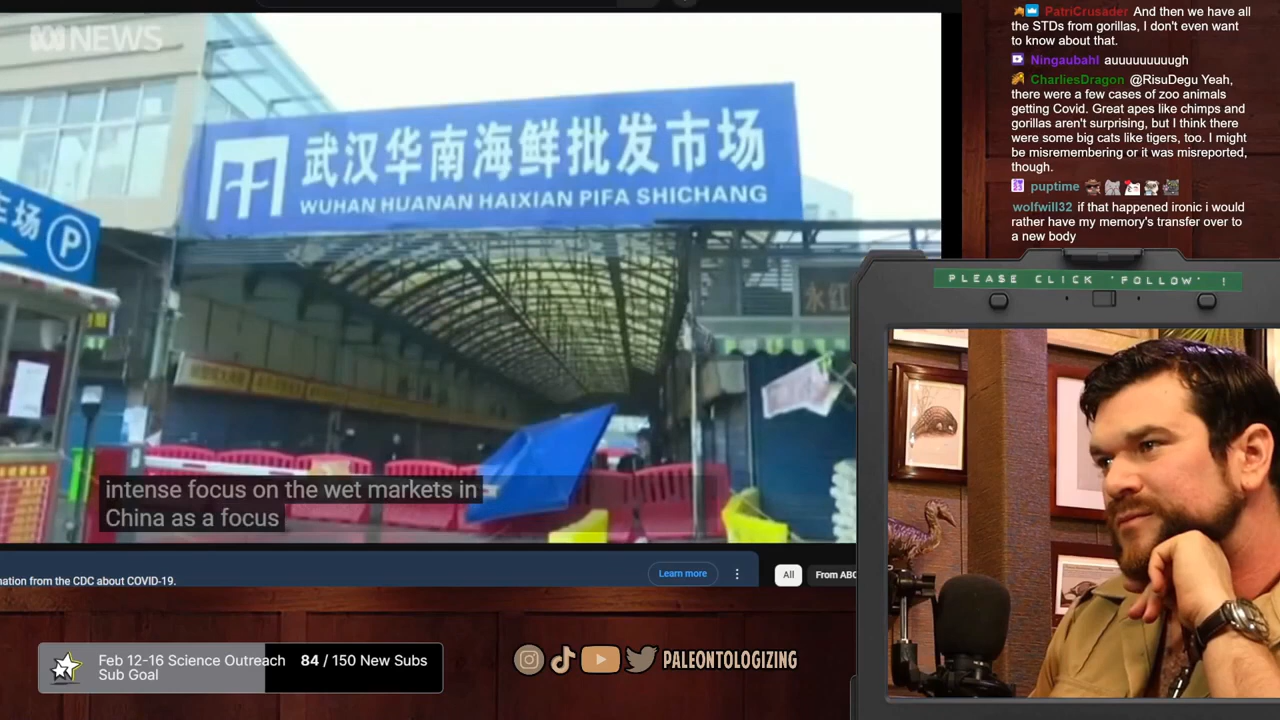 NEWS
武汉华南海鲜批发市场
WUHAN HUANAN HAIXIAN PIFA SHICHANG
车场
P
intense focus on the wet markets in
China as a focus
mation from the CDC about COVID-19.
Learn more
All
From ABC
Feb 12-16 Science Outreach
Sub Goal
84 / 150 New Subs
PALEONTOLOGIZING
PatriCrusader And then we have all
the STDs from gorillas, I don't even want
to know about that.
Ningaubahl auuuuuuuuugh
CharliesDragon @RisuDegu Yeah,
there were a few cases of zoo animals
getting Covid. Great apes like chimps and
gorillas aren't surprising, but I think there
were some big cats like tigers, too. I might
be misremembering or it was misreported,
though.
puptime
wolfwill32 if that happened ironic i would
rather have my memory's transfer over to
a new body
PLEASE CLICK 'FOLLOW' !